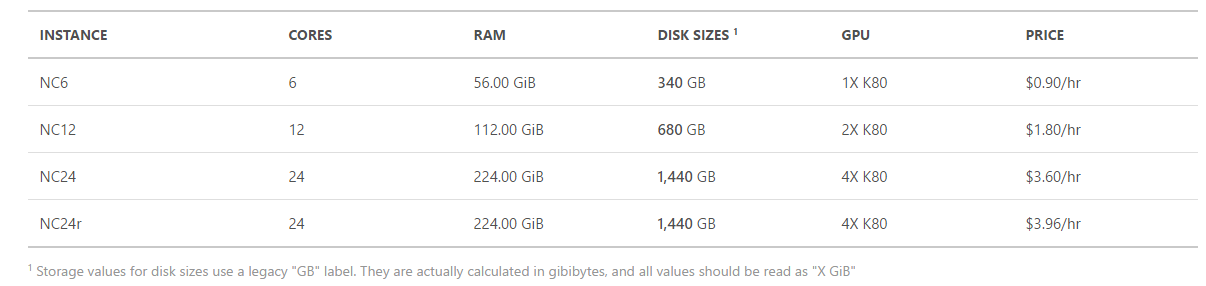 INSTANCE CORES RAM DISK SIZES 1 GPU PRICE
NC6 6 56.00 GiB 340 GB 1X K80 $0.90/hr
NC12 12 112.00 GiB 680 GB 2X K80 $1.80/hr
NC24 24 224.00 GiB 1,440 GB 4X K80 $3.60/hr
NC24r 24 224.00 GiB 1,440 GB 4X K80 $3.96/hr
1 Storage values for disk sizes use a legacy "GB" label. They are actually calculated in gibibytes, and all values should be read as "X GiB"